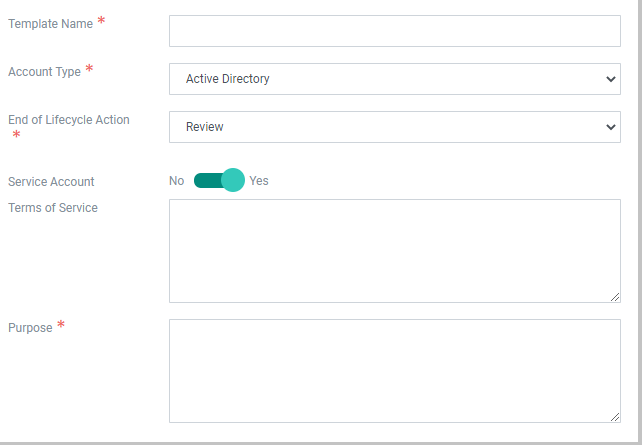 Template Name *
Account Type * Active Directory
End of Lifecycle Action
* Review
Service Account No Yes
Terms of Service
Purpose *